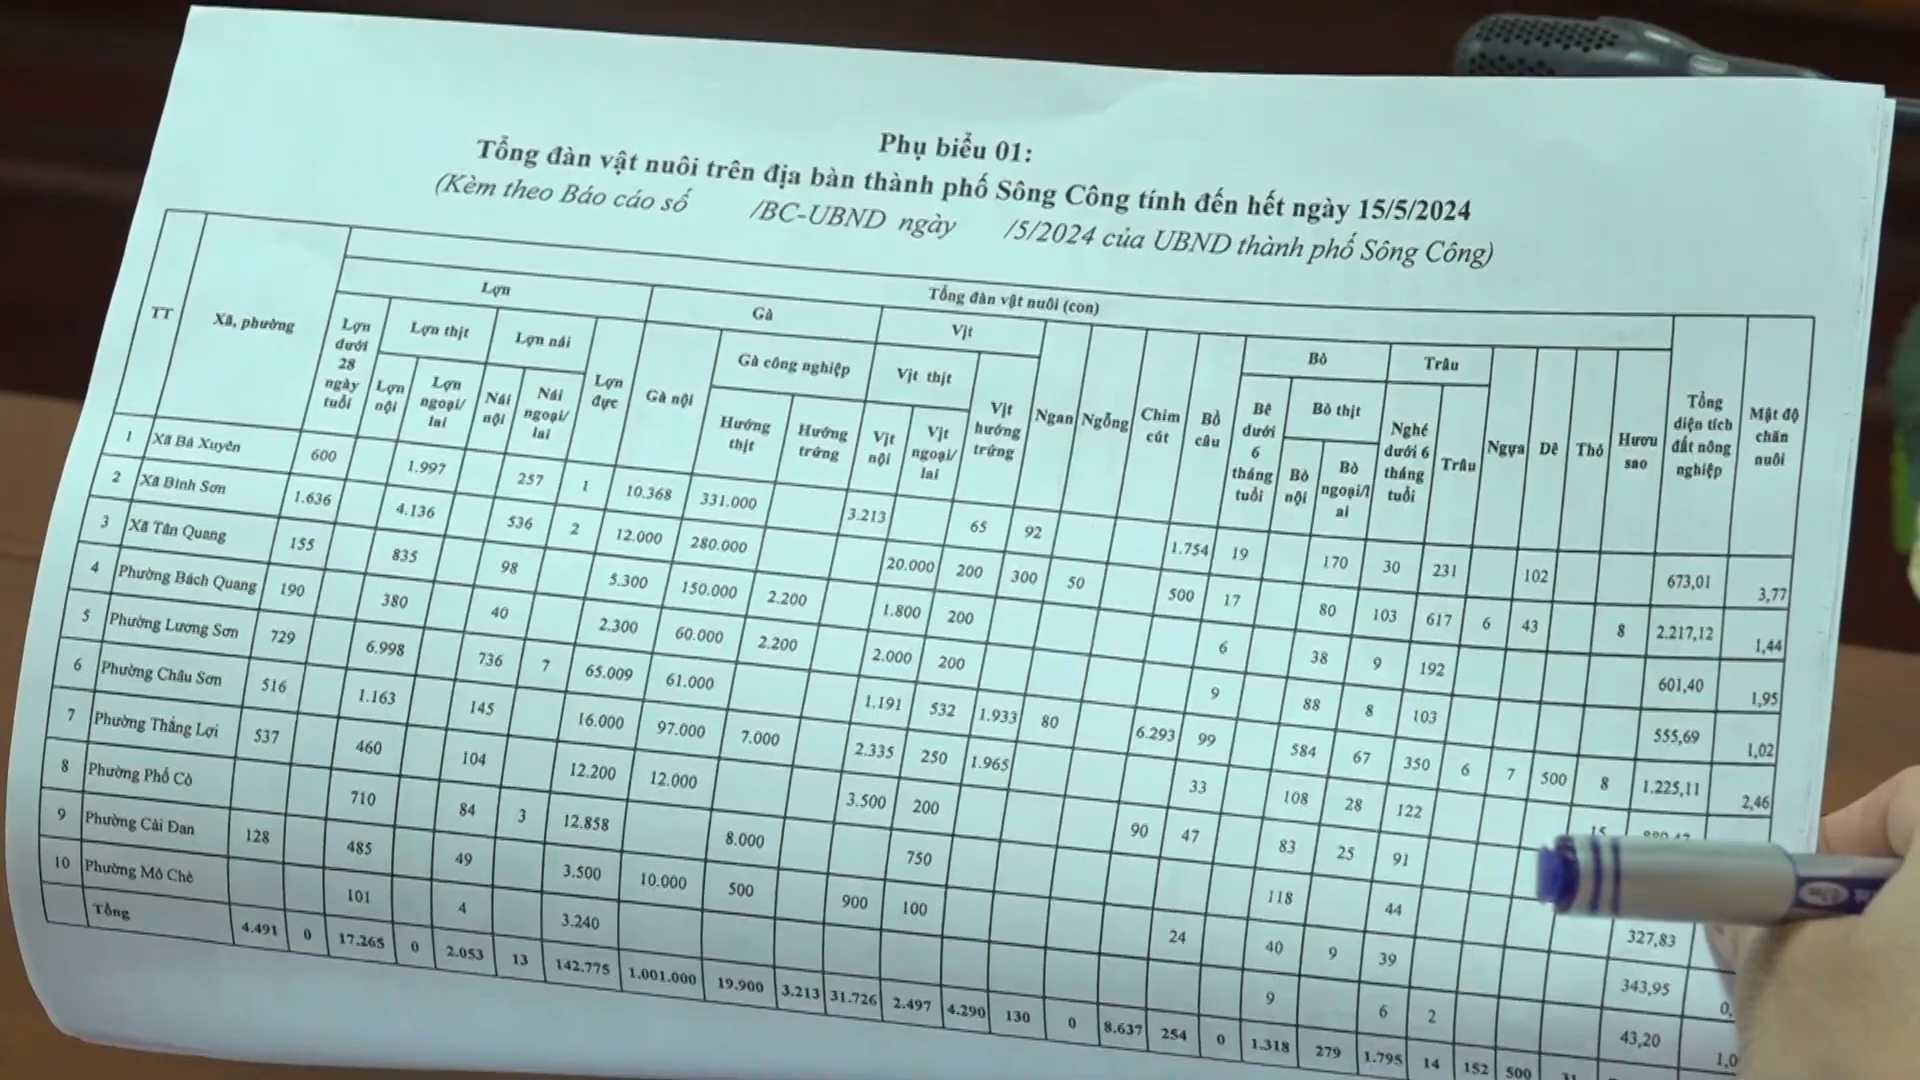 Phụ biểu 01:
Tổng đàn vật nuôi trên địa bàn thành phố Sông Công tính đến hết ngày 15/5/2024
(Kèm theo Báo cáo số /BC-UBND ngày /5/2024 của UBND thành phố Sông Công)
TT Xã, phường Tổng đàn vật nuôi (con) Tổng diện tích đất nông nghiệp Mật độ chăn nuôi
Lợn Gà Vịt Ngan Ngỗng Chim cút Bồ câu Bò Trâu Ngựa Dê Thỏ Hươu sao
Lợn dưới 28 ngày tuổi Lợn thịt Lợn nái Lợn đực Gà nội Gà công nghiệp Vịt thịt Vịt hướng trứng Bê dưới 6 tháng tuổi Bò thịt Nghé dưới 6 tháng tuổi Trâu
Lợn nội Lợn ngoại/lai Nái nội Nái ngoại/lai Hướng thịt Hướng trứng Vịt nội Vịt ngoại/lai Bò nội Bò ngoại/lai
1 Xã Bá Xuyên 600 1.997 257 1 10.368 331.000 3.213 65 92 1.754 19 170 30 231 102 673,01 3,77
2 Xã Bình Sơn 1.636 4.136 536 2 12.000 280.000 20.000 200 300 50 500 17 80 103 617 6 43 8 2.217,12 1,44
3 Xã Tân Quang 155 835 98 5.300 150.000 2.200 1.800 200 6 38 9 192 601,40 1,95
4 Phường Bách Quang 190 380 40 2.300 60.000 2.200 2.000 200 9 88 8 103 555,69 1,02
5 Phường Lương Sơn 729 6.998 736 7 65.009 61.000 1.191 532 1.933 80 6.293 99 584 67 350 6 7 500 8 1.225,11 2,46
6 Phường Châu Sơn 516 1.163 145 16.000 97.000 7.000 2.335 250 1.965 33 108 28 122 15
7 Phường Thắng Lợi 537 460 104 12.200 12.000 3.500 200 90 47 83 25 91
8 Phường Phố Cò 710 84 3 12.858 8.000 750 118 44 327,83
9 Phường Cải Đan 128 485 49 3.500 10.000 500 900 100 24 40 9 39 343,95
10 Phường Mỏ Chè 101 4 3.240 9 6 2 43,20
Tổng 4.491 0 17.265 0 2.053 13 142.775 1.001.000 19.900 3.213 31.726 2.497 4.290 130 0 8.637 254 0 1.318 279 1.795 14 152 500